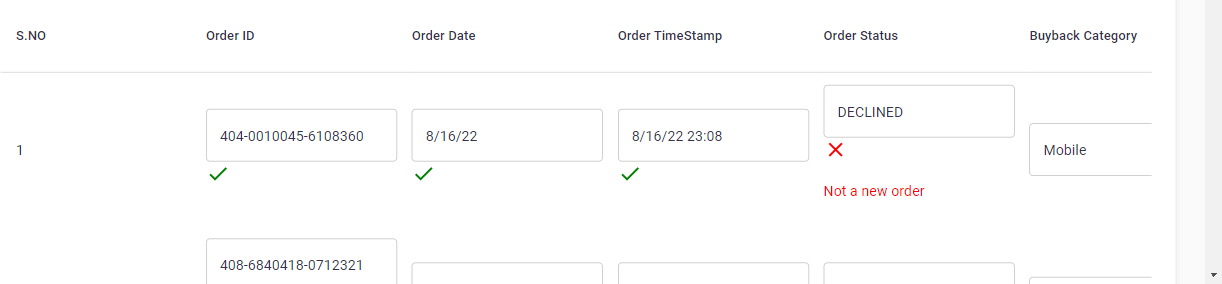 S.NO Order ID Order Date Order TimeStamp Order Status Buyback Category
1 404-0010045-6108360 8/16/22 8/16/22 23:08 DECLINED Mobile
Not a new order
408-6840418-0712321